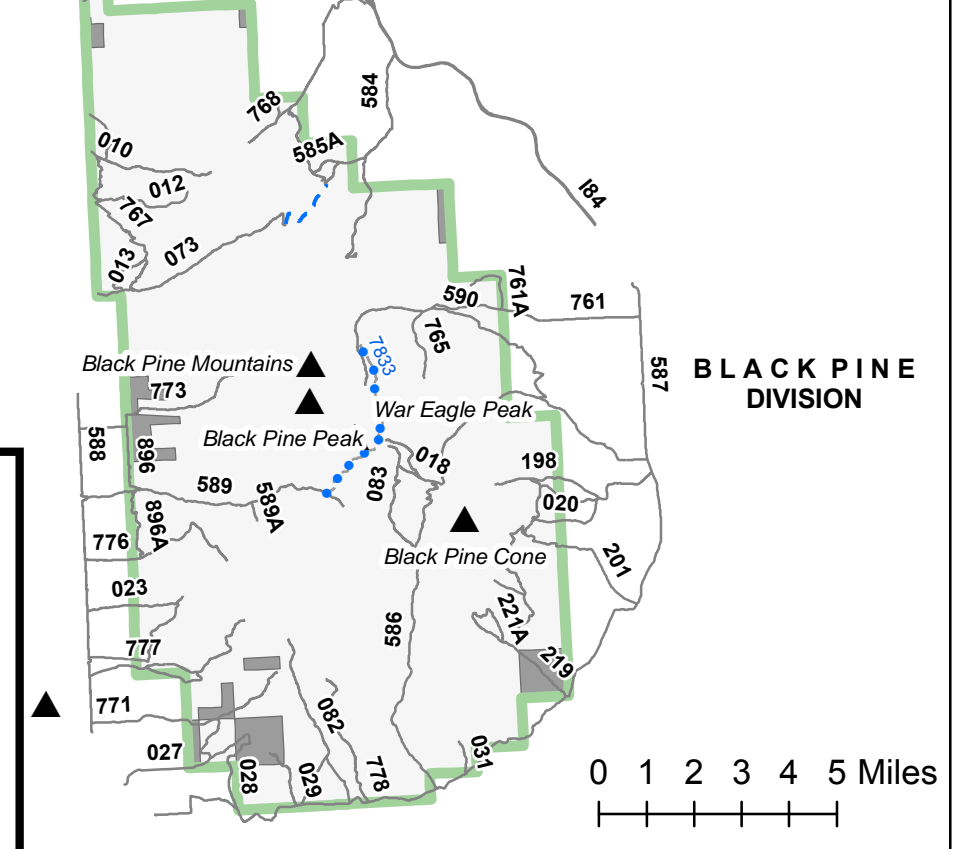 768
584
010
585A
012
I84
767
073
013
761A
590
761
765
7833
Black Pine Mountains
587
BLACK PINE
DIVISION
773
War Eagle Peak
Black Pine Peak
588
896
018
198
083
589
589A
020
896A
776
Black Pine Cone
201
023
221A
586
777
219
771
082
027
031
028
029
778
0 1 2 3 4 5 Miles